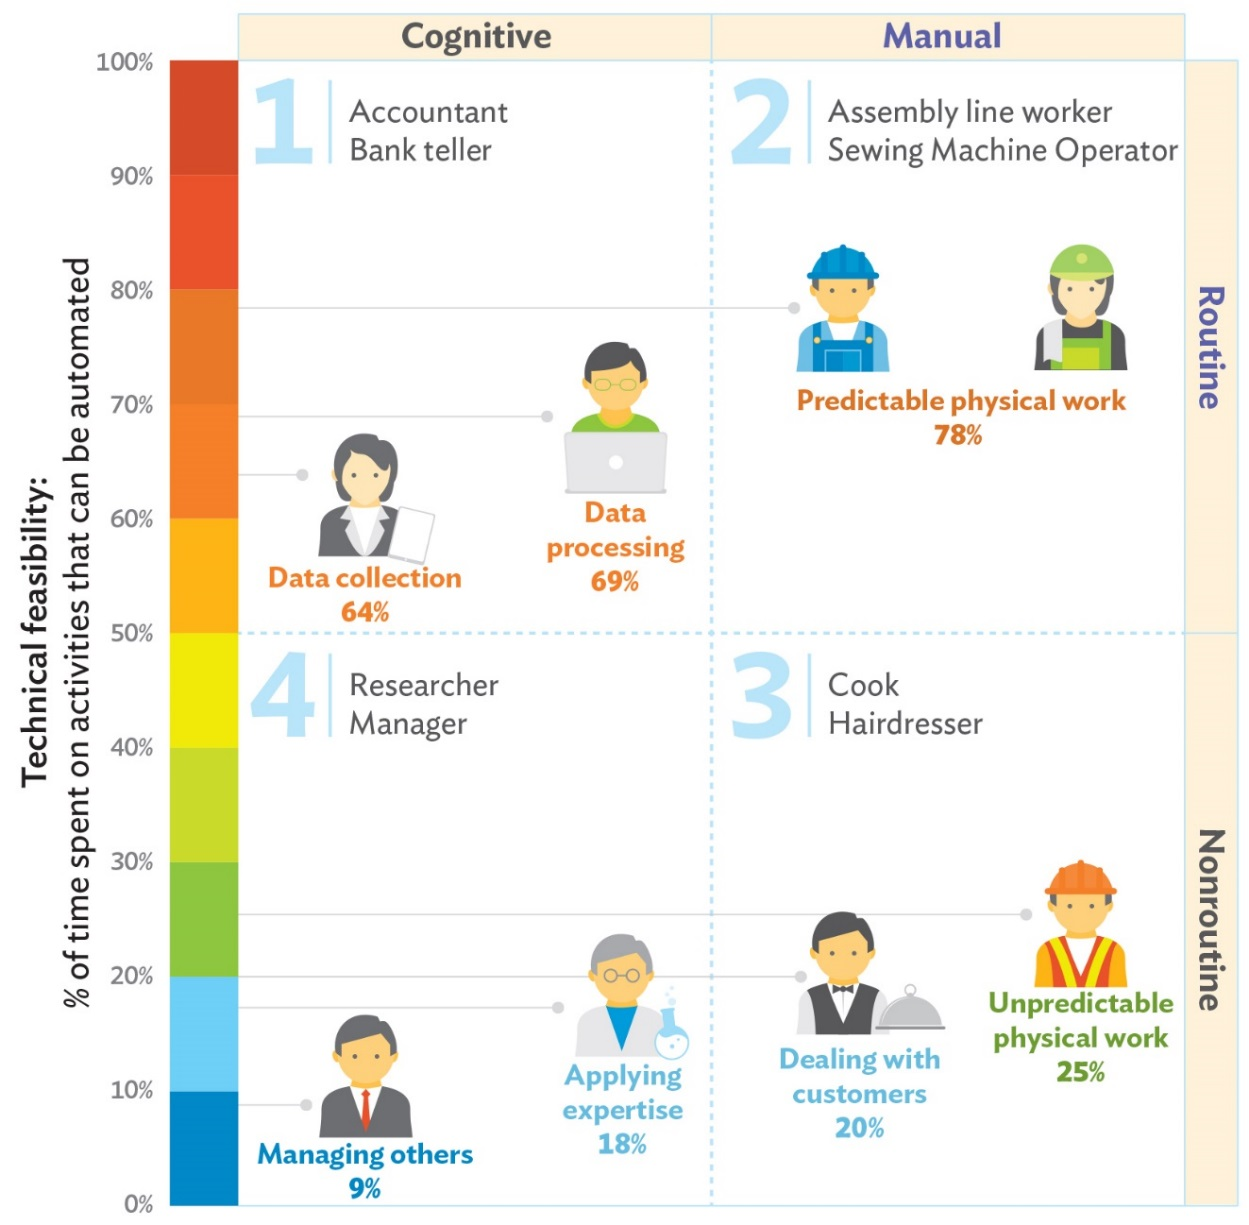 Cognitive
Manual
100%
90%
80%
70%
60%
50%
40%
30%
20%
10%
0%
Technical feasibility:
% of time spent on activities that can be automated
1
Accountant
Bank teller
2
Assembly line worker
Sewing Machine Operator
Routine
Predictable physical work
78%
Data
processing
69%
Data collection
64%
4
Researcher
Manager
3
Cook
Hairdresser
Nonroutine
Unpredictable
physical work
25%
Dealing with
customers
20%
Applying
expertise
18%
Managing others
9%